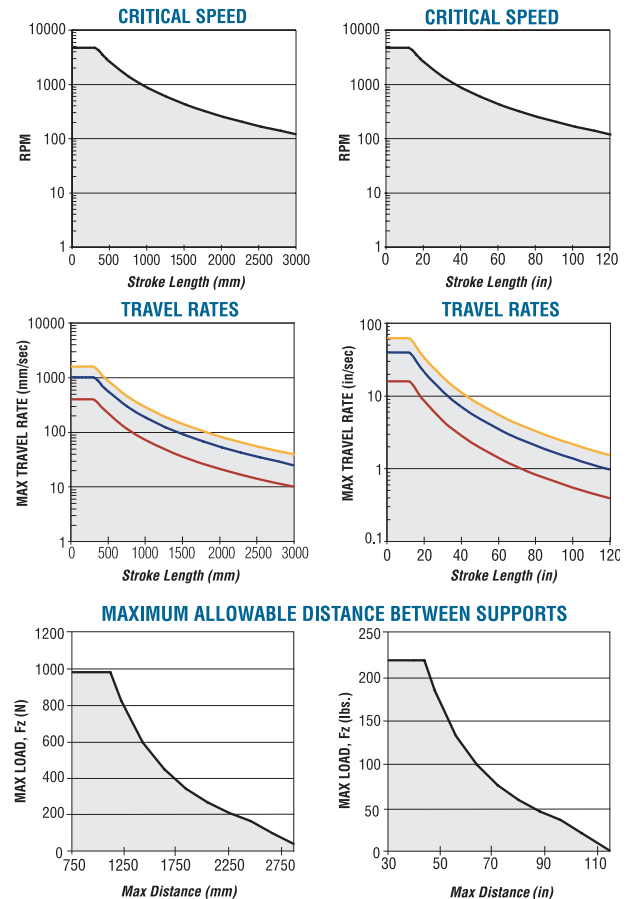 CRITICAL SPEED
10000
1000
100
10
1
RPM
0 500 1000 1500 2000 2500 3000
Stroke Length (mm)
CRITICAL SPEED
10000
1000
100
10
1
RPM
0 20 40 60 80 100 120
Stroke Length (in)
TRAVEL RATES
10000
1000
100
10
1
MAX TRAVEL RATE (mm/sec)
0 500 1000 1500 2000 2500 3000
Stroke Length (mm)
TRAVEL RATES
100
10
1
0.1
MAX TRAVEL RATE (in/sec)
0 20 40 60 80 100 120
Stroke Length (in)
MAXIMUM ALLOWABLE DISTANCE BETWEEN SUPPORTS
1200
1000
800
600
400
200
0
MAX LOAD, Fz (N)
750 1250 1750 2250 2750
Max Distance (mm)
250
200
150
100
50
0
MAX LOAD, Fz (lbs.)
30 50 70 90 110
Max Distance (in)